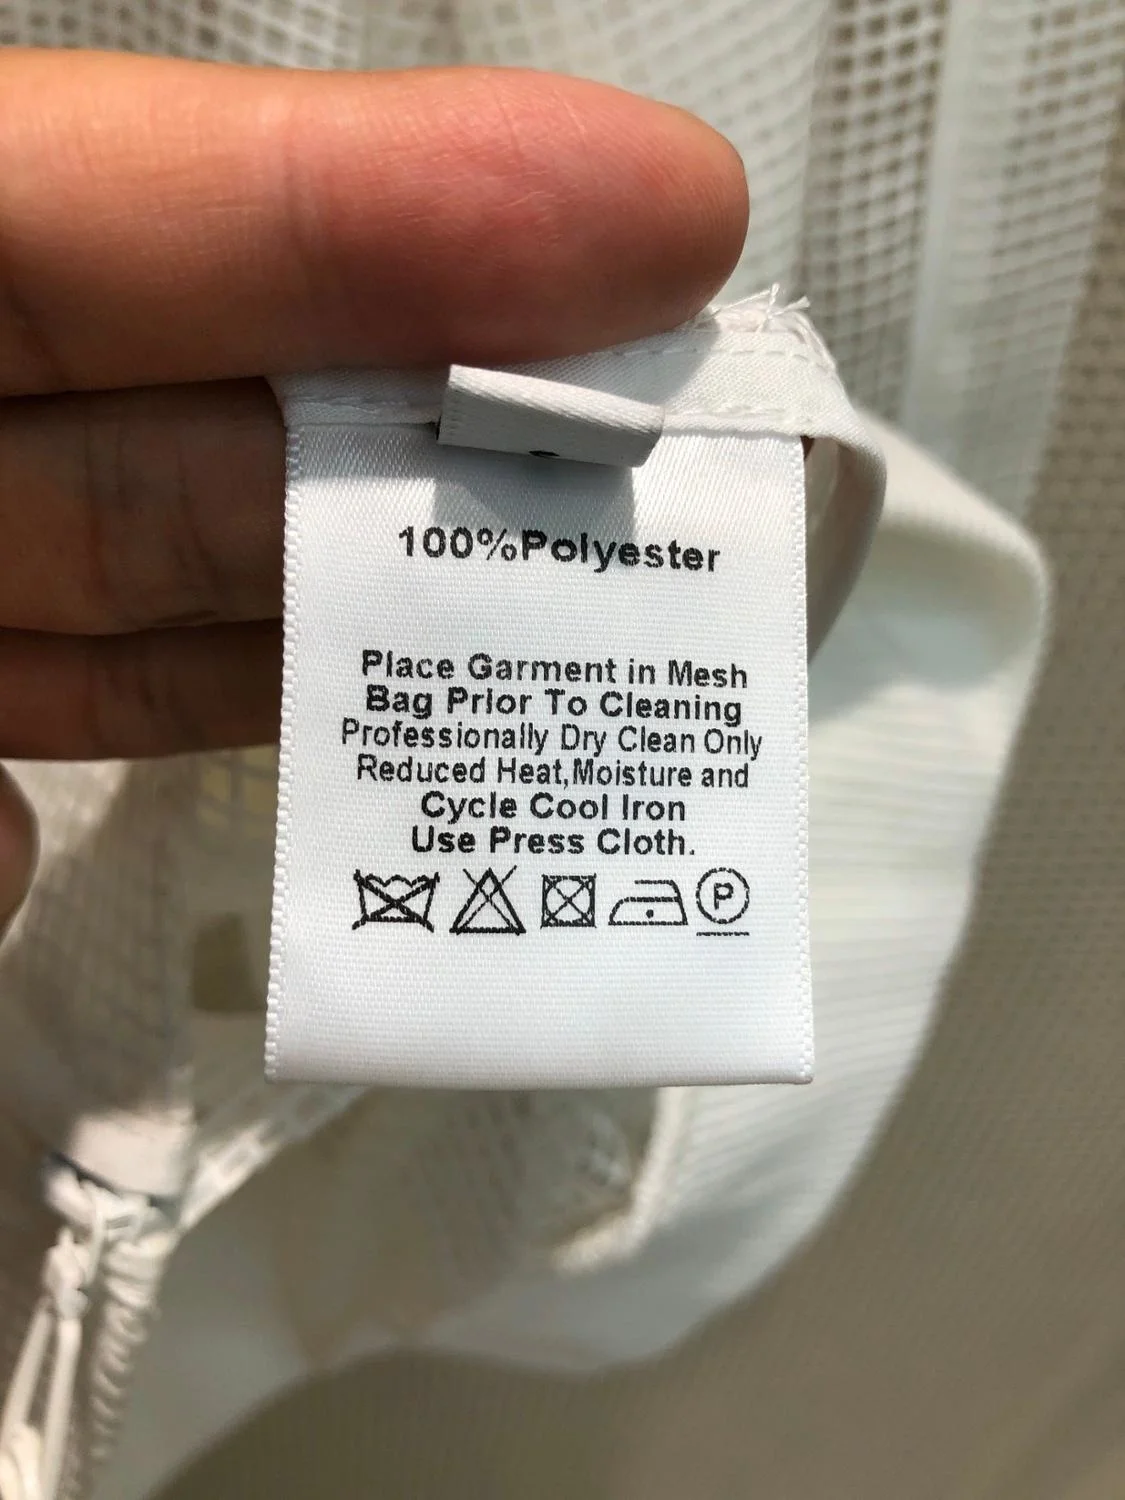 100%Polyester
Place Garment in Mesh
Bag Prior To Cleaning
Professionally Dry Clean Only
Reduced Heat,Moisture and
Cycle Cool Iron
Use Press Cloth.
P